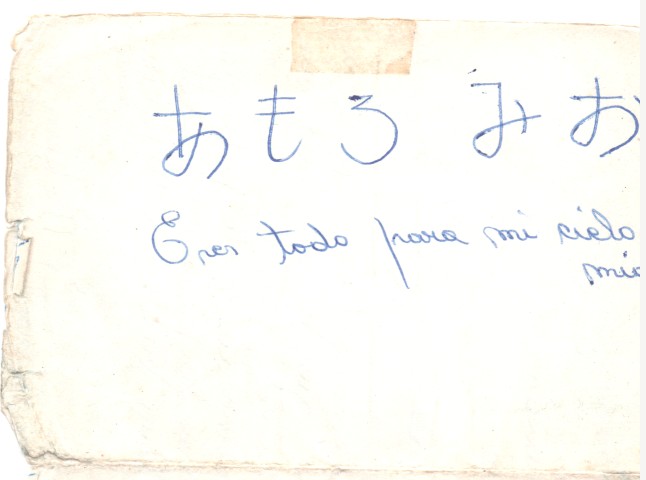 あもろ みお
Eres todo para mi cielo
mio